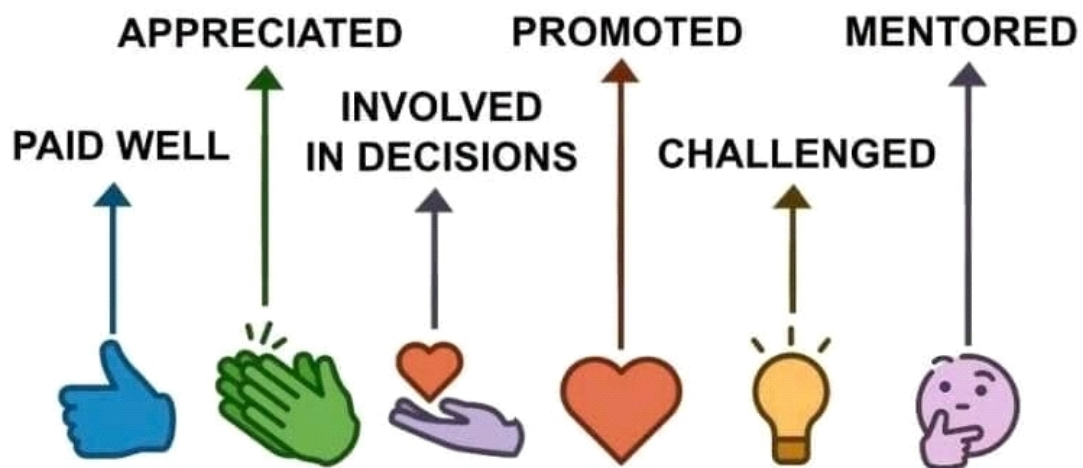 PAID WELL
APPRECIATED
INVOLVED
IN DECISIONS
PROMOTED
CHALLENGED
MENTORED